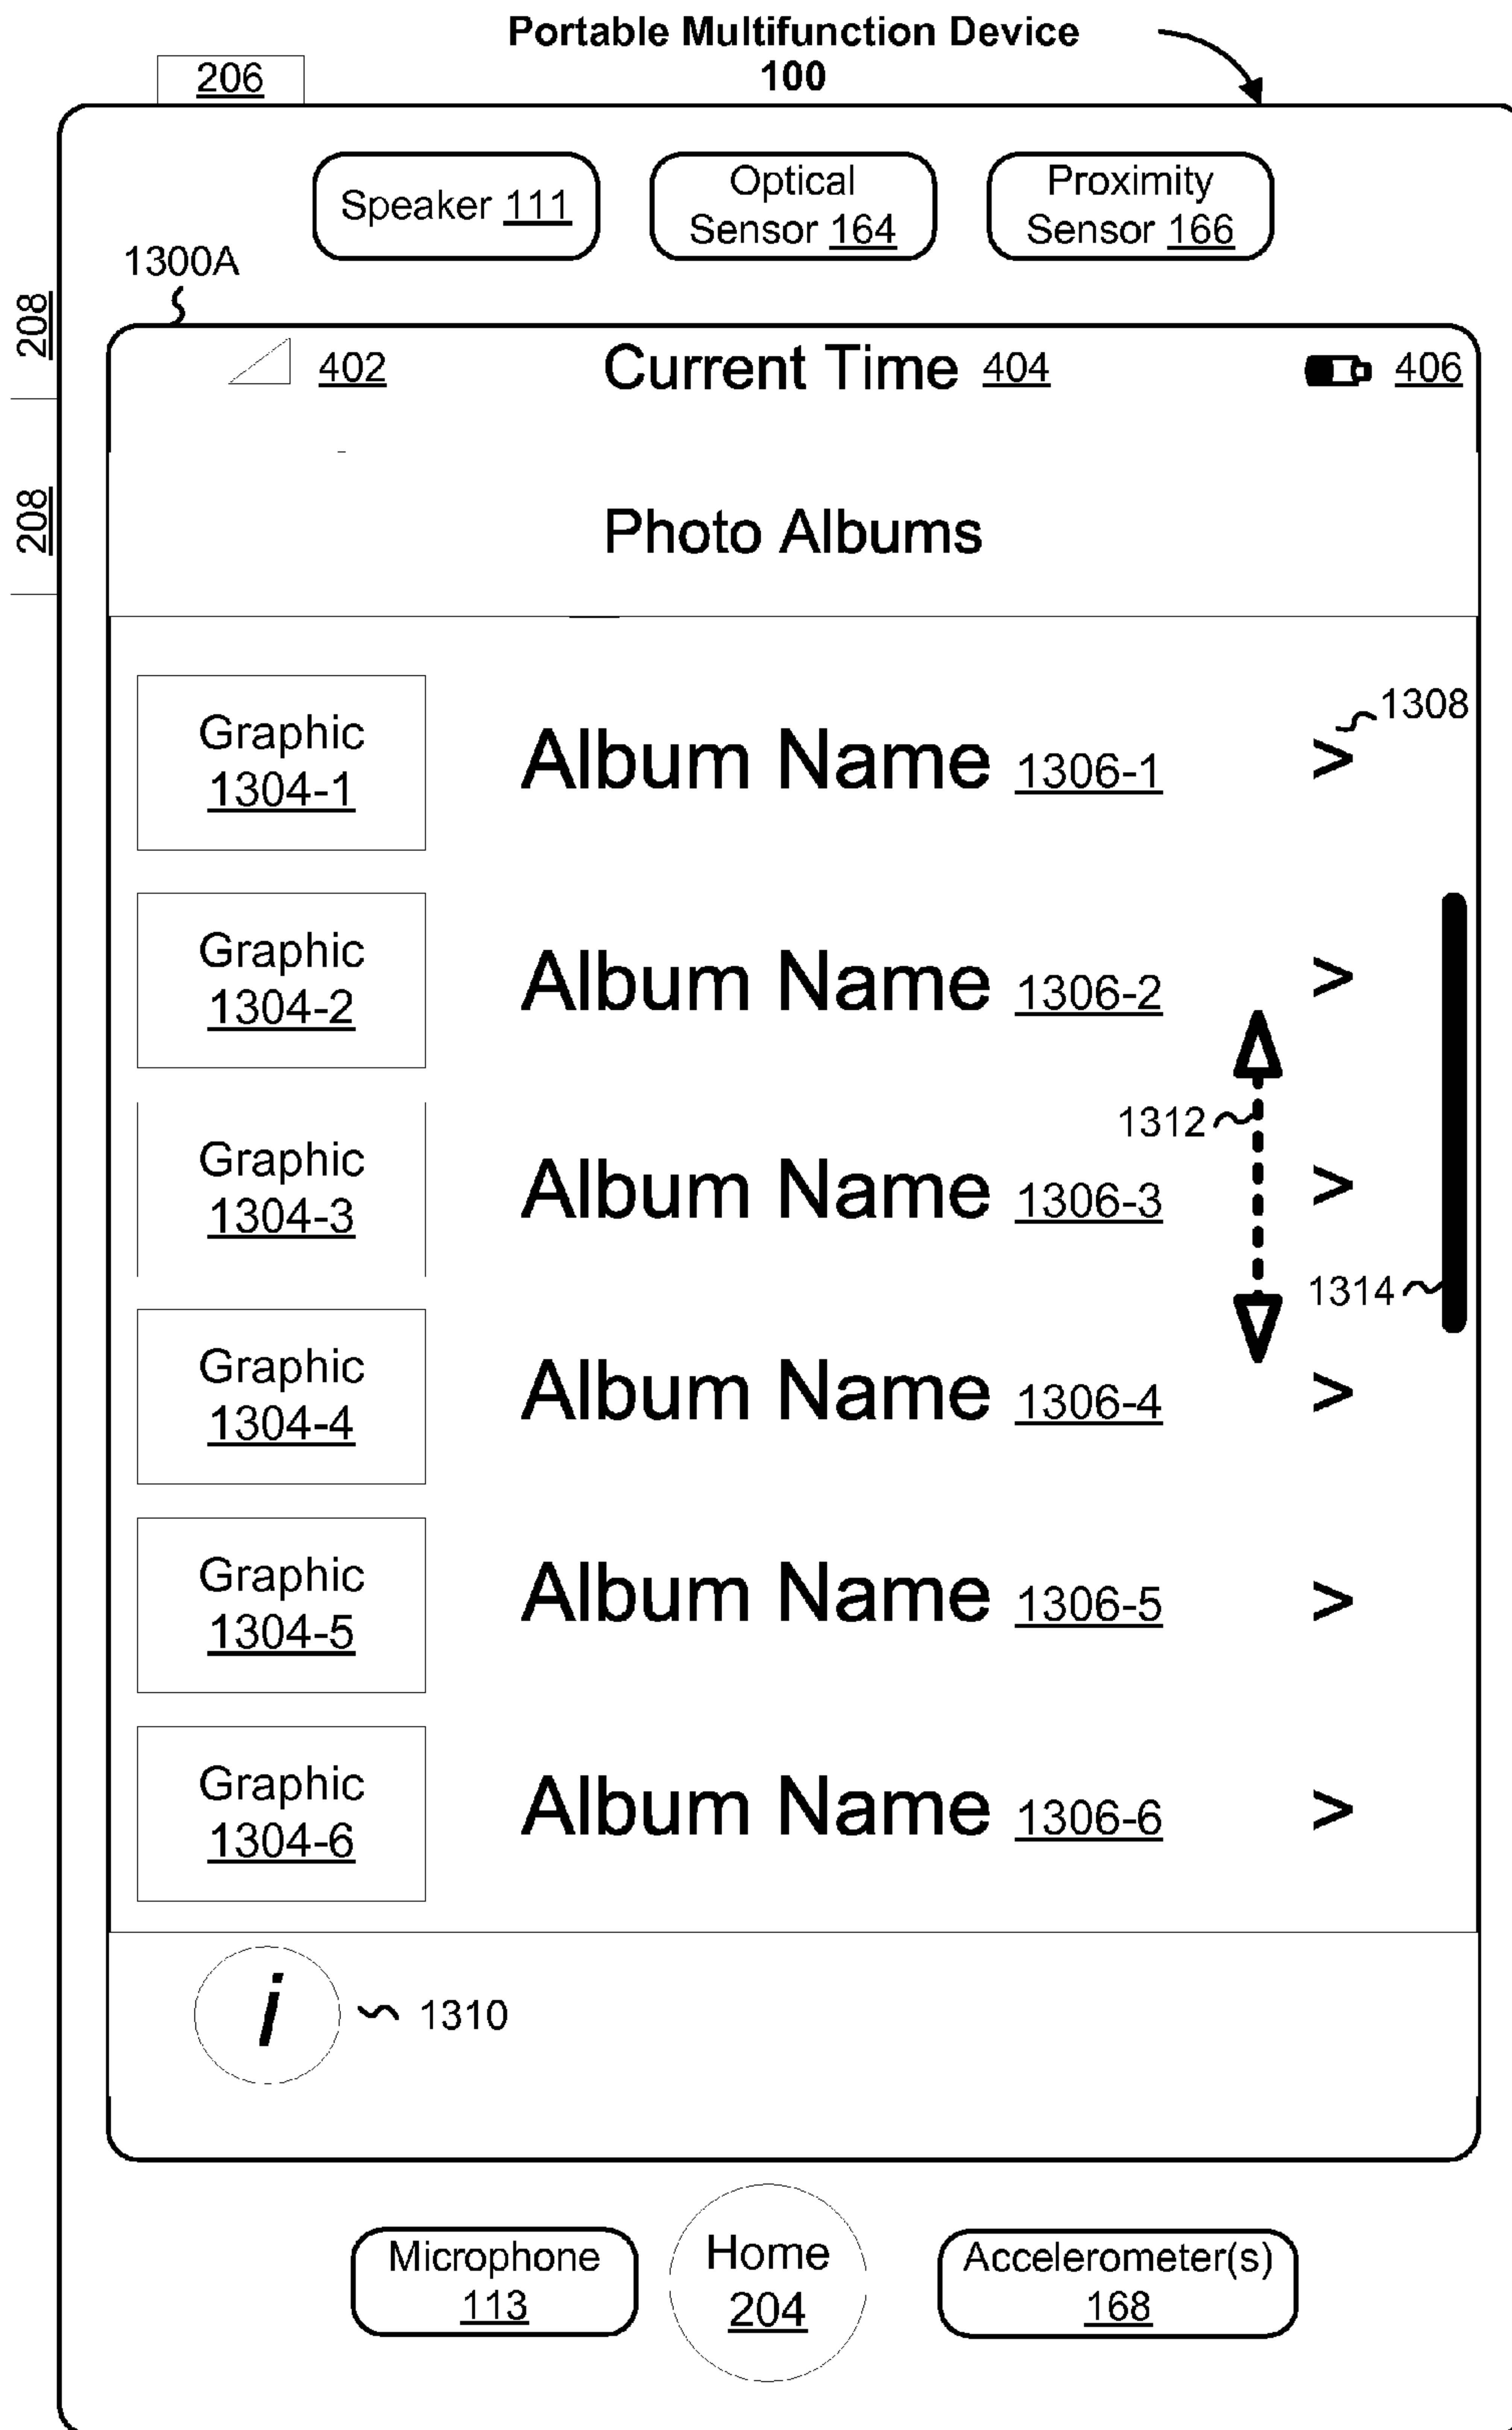 Portable Multifunction Device
100
206
Speaker 111
Optical
Sensor 164
Proximity
Sensor 166
1300A
208
402
Current Time 404
406
208
Photo Albums
Graphic
1304-1
Album Name 1306-1
>
1308
Graphic
1304-2
Album Name 1306-2
>
1312
Graphic
1304-3
Album Name 1306-3
>
1314
Graphic
1304-4
Album Name 1306-4
>
Graphic
1304-5
Album Name 1306-5
>
Graphic
1304-6
Album Name 1306-6
>
i
1310
Microphone
113
Home
204
Accelerometer(s)
168